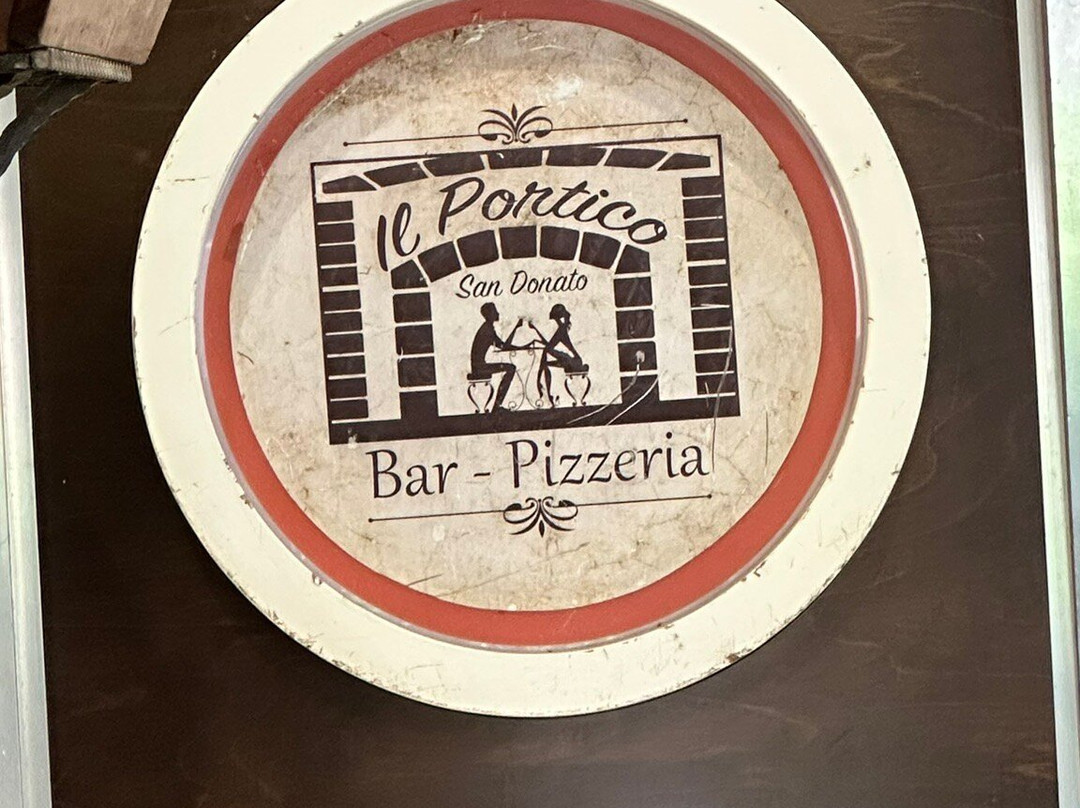 Il Portico
San Donato
Bar - Pizzeria